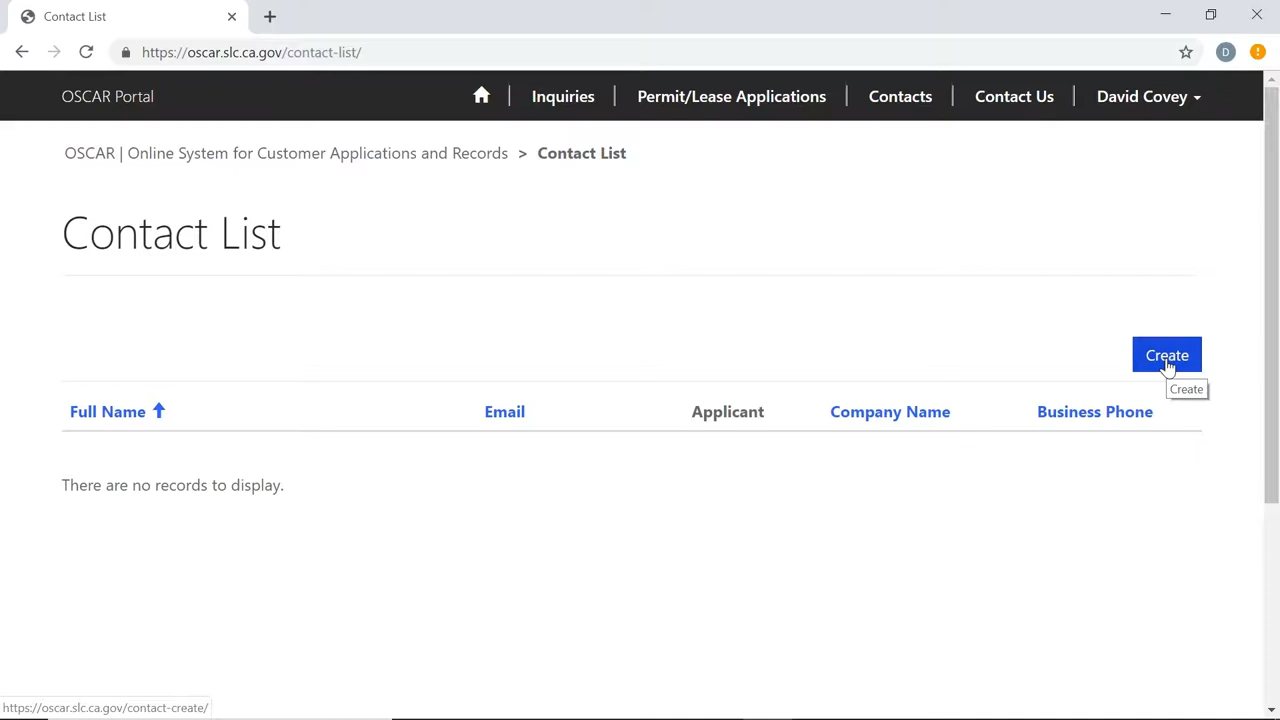 Contact List
https://oscar.slc.ca.gov/contact-list/
D
OSCAR Portal
Inquiries
Permit/Lease Applications
Contacts
Contact Us
David Covey
OSCAR | Online System for Customer Applications and Records > Contact List
Contact List
Create
Create
Full Name
Email
Applicant
Company Name
Business Phone
There are no records to display.
https://oscar.slc.ca.gov/contact-create/